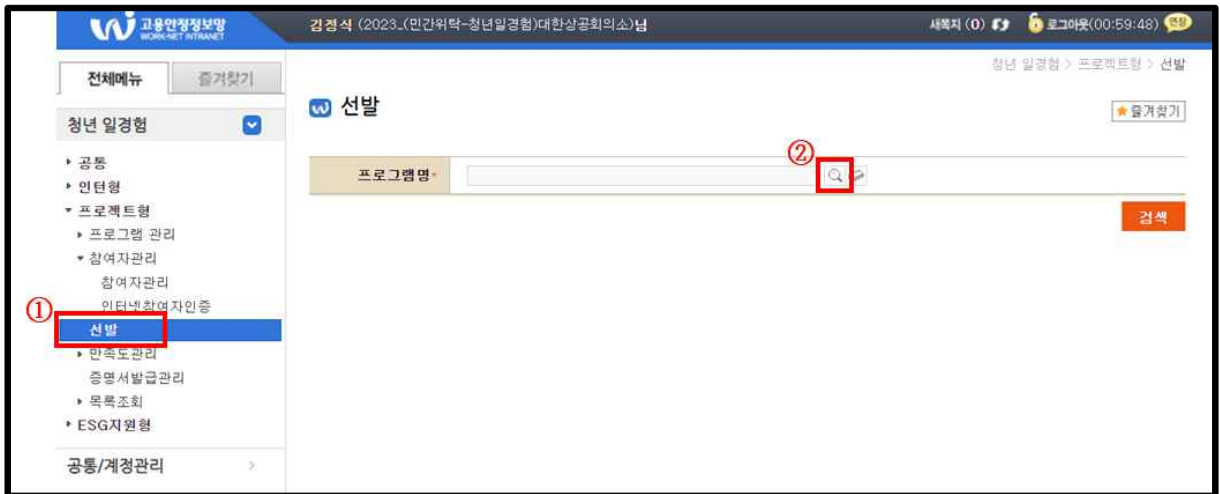 고용안정정보망
WORK-NET INTRANET
김정식 (2023_(민간위탁-청년일경험)대한상공회의소)님
새쪽지 (0)
로그아웃(00:59:48) 연장
전체메뉴
즐겨찾기
청년 일경험 > 프로젝트형 > 선발
선발
★즐겨찾기
청년 일경험
공통
인턴형
프로젝트형
프로그램 관리
참여자관리
참여자관리
인터넷참여자인증
선발
만족도관리
증명서발급관리
목록조회
ESG지원형
공통/계정관리
①
②
프로그램명*
검색